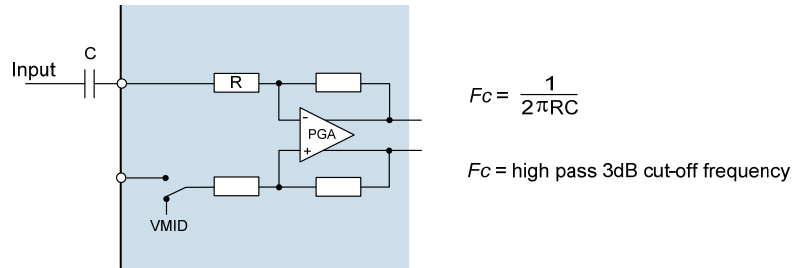 C
Input
R
-
PGA
+
VMID
Fc = 1
2πRC
Fc = high pass 3dB cut-off frequency